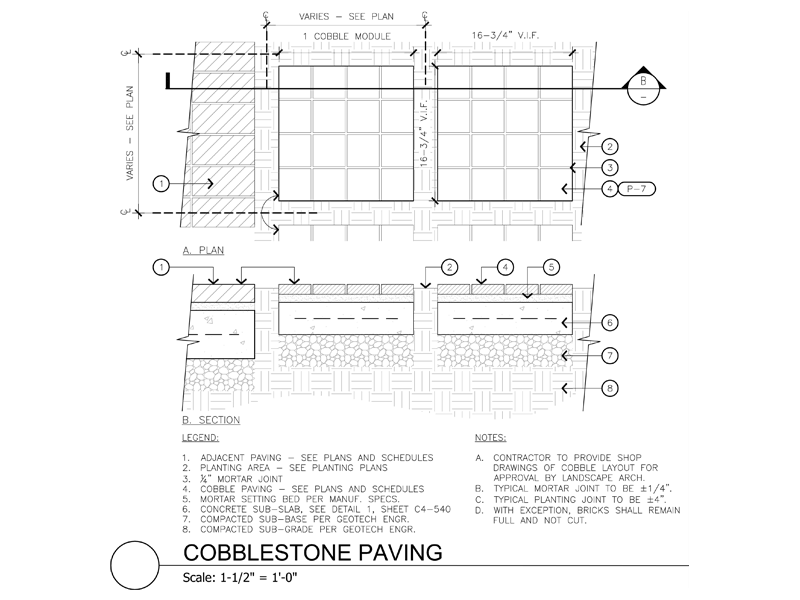 ℄ ℄
VARIES – SEE PLAN
1 COBBLE MODULE
16-3/4" V.I.F.
℄
VARIES – SEE PLAN
16-3/4" V.I.F.
B
–
2
3
1
4 P-7
℄
A. PLAN
1 2 4 5
6
7
8
B. SECTION
LEGEND:
1. ADJACENT PAVING – SEE PLANS AND SCHEDULES
2. PLANTING AREA – SEE PLANTING PLANS
3. ¼" MORTAR JOINT
4. COBBLE PAVING – SEE PLANS AND SCHEDULES
5. MORTAR SETTING BED PER MANUF. SPECS.
6. CONCRETE SUB-SLAB, SEE DETAIL 1, SHEET C4-540
7. COMPACTED SUB-BASE PER GEOTECH ENGR.
8. COMPACTED SUB-GRADE PER GEOTECH ENGR.
NOTES:
A. CONTRACTOR TO PROVIDE SHOP
DRAWINGS OF COBBLE LAYOUT FOR
APPROVAL BY LANDSCAPE ARCH.
B. TYPICAL MORTAR JOINT TO BE ±1/4".
C. TYPICAL PLANTING JOINT TO BE ±4".
D. WITH EXCEPTION, BRICKS SHALL REMAIN
FULL AND NOT CUT.
COBBLESTONE PAVING
Scale: 1-1/2" = 1'-0"